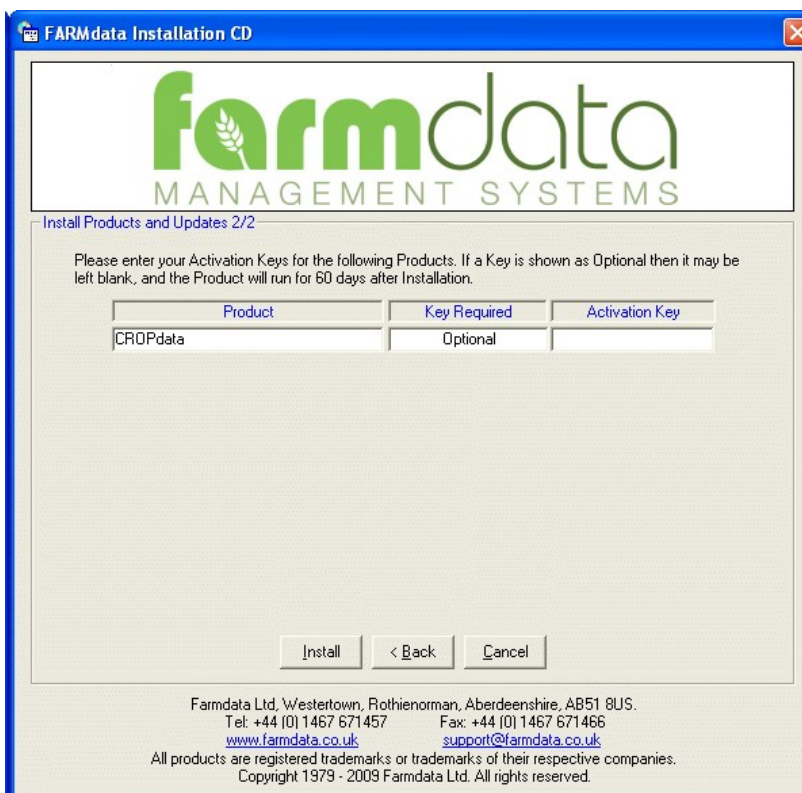 FARMdata Installation CD
farmdata
MANAGEMENT SYSTEMS
Install Products and Updates 2/2
Please enter your Activation Keys for the following Products. If a Key is shown as Optional then it may be
left blank, and the Product will run for 60 days after Installation.
Product Key Required Activation Key
CROPdata Optional
Install < Back Cancel
Farmdata Ltd, Westertown, Rothienorman, Aberdeenshire, AB51 8US.
Tel: +44 (0) 1467 671457 Fax: +44 (0) 1467 671466
www.farmdata.co.uk support@farmdata.co.uk
All products are registered trademarks or trademarks of their respective companies.
Copyright 1979 - 2009 Farmdata Ltd. All rights reserved.